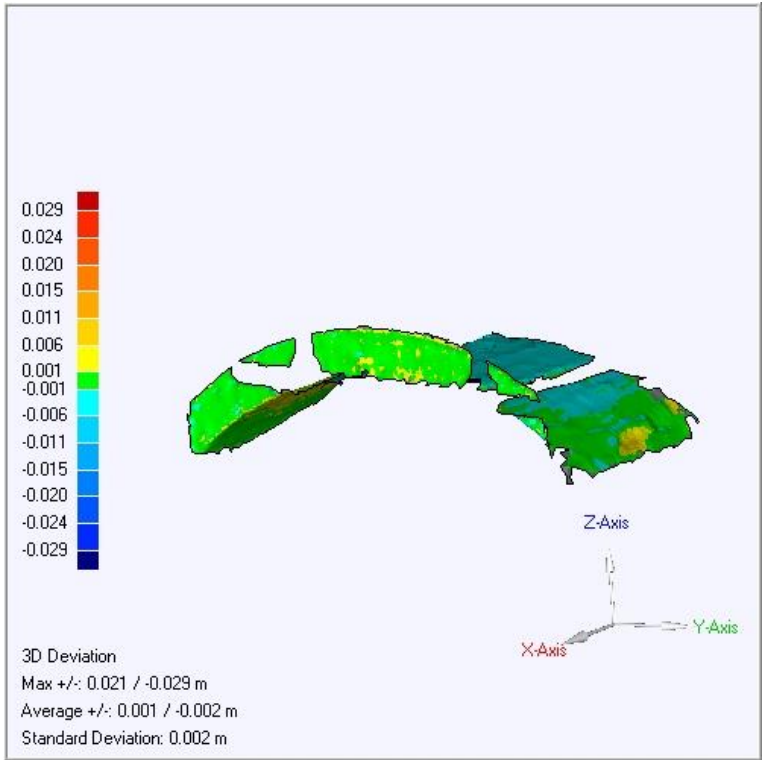 0.029
0.024
0.020
0.015
0.011
0.006
0.001
-0.001
-0.006
-0.011
-0.015
-0.020
-0.024
-0.029
Z-Axis
Y-Axis
X-Axis
3D Deviation
Max +/-: 0.021 / -0.029 m
Average +/-: 0.001 / -0.002 m
Standard Deviation: 0.002 m